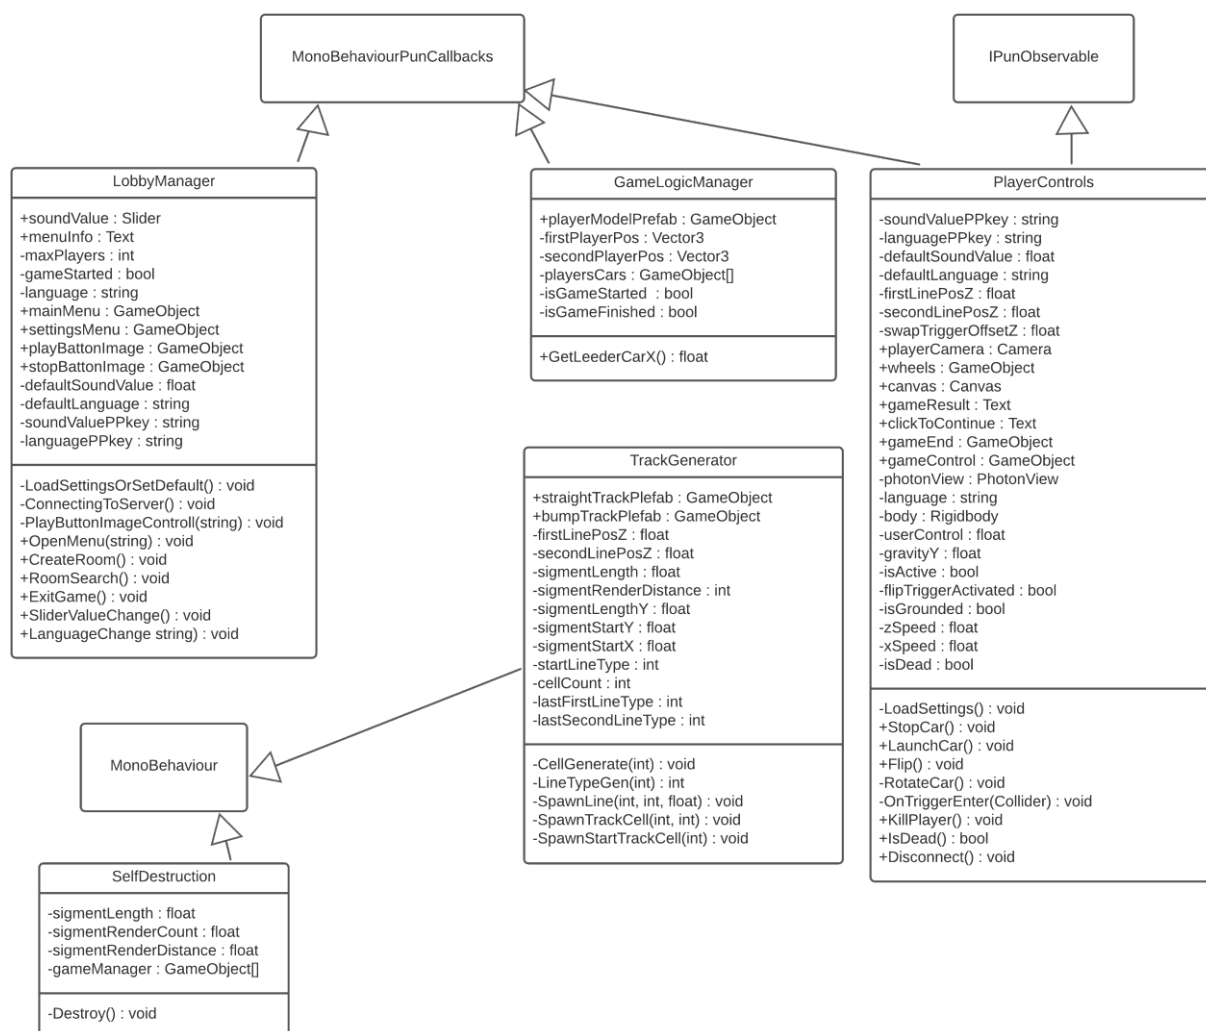 MonoBehaviourPunCallbacks
IPunObservable
LobbyManager
+soundValue : Slider
+menuInfo : Text
-maxPlayers : int
-gameStarted : bool
-language : string
+mainMenu : GameObject
+settingsMenu : GameObject
+playBattonImage : GameObject
+stopBattonImage : GameObject
-defaultSoundValue : float
-defaultLanguage : string
-soundValuePPkey : string
-languagePPkey : string
-LoadSettingsOrSetDefault() : void
-ConnectingToServer() : void
-PlayButtonImageControll(string) : void
+OpenMenu(string) : void
+CreateRoom() : void
+RoomSearch() : void
+ExitGame() : void
+SliderValueChange() : void
+LanguageChange string) : void
GameLogicManager
+playerModelPrefab : GameObject
-firstPlayerPos : Vector3
-secondPlayerPos : Vector3
-playersCars : GameObject[]
-isGameStarted : bool
-isGameFinished : bool
+GetLeederCarX() : float
PlayerControls
-soundValuePPkey : string
-languagePPkey : string
-defaultSoundValue : float
-defaultLanguage : string
-firstLinePosZ : float
-secondLinePosZ : float
-swapTriggerOffsetZ : float
+playerCamera : Camera
+wheels : GameObject
+canvas : Canvas
+gameResult : Text
+clickToContinue : Text
+gameEnd : GameObject
+gameControl : GameObject
-photonView : PhotonView
-language : string
-body : Rigidbody
-userControl : float
-gravityY : float
-isActive : bool
-flipTriggerActivated : bool
-isGrounded : bool
-zSpeed : float
-xSpeed : float
-isDead : bool
-LoadSettings() : void
+StopCar() : void
+LaunchCar() : void
+Flip() : void
-RotateCar() : void
-OnTriggerEnter(Collider) : void
+KillPlayer() : void
+IsDead() : bool
+Disconnect() : void
TrackGenerator
+straightTrackPlefab : GameObject
+bumpTrackPlefab : GameObject
-firstLinePosZ : float
-secondLinePosZ : float
-sigmentLength : float
-sigmentRenderDistance : int
-sigmentLengthY : float
-sigmentStartY : float
-sigmentStartX : float
-startLineType : int
-cellCount : int
-lastFirstLineType : int
-lastSecondLineType : int
-CellGenerate(int) : void
-LineTypeGen(int) : int
-SpawnLine(int, int, float) : void
-SpawnTrackCell(int, int) : void
-SpawnStartTrackCell(int) : void
MonoBehaviour
SelfDestruction
-sigmentLength : float
-sigmentRenderCount : float
-sigmentRenderDistance : float
-gameManager : GameObject[]
-Destroy() : void